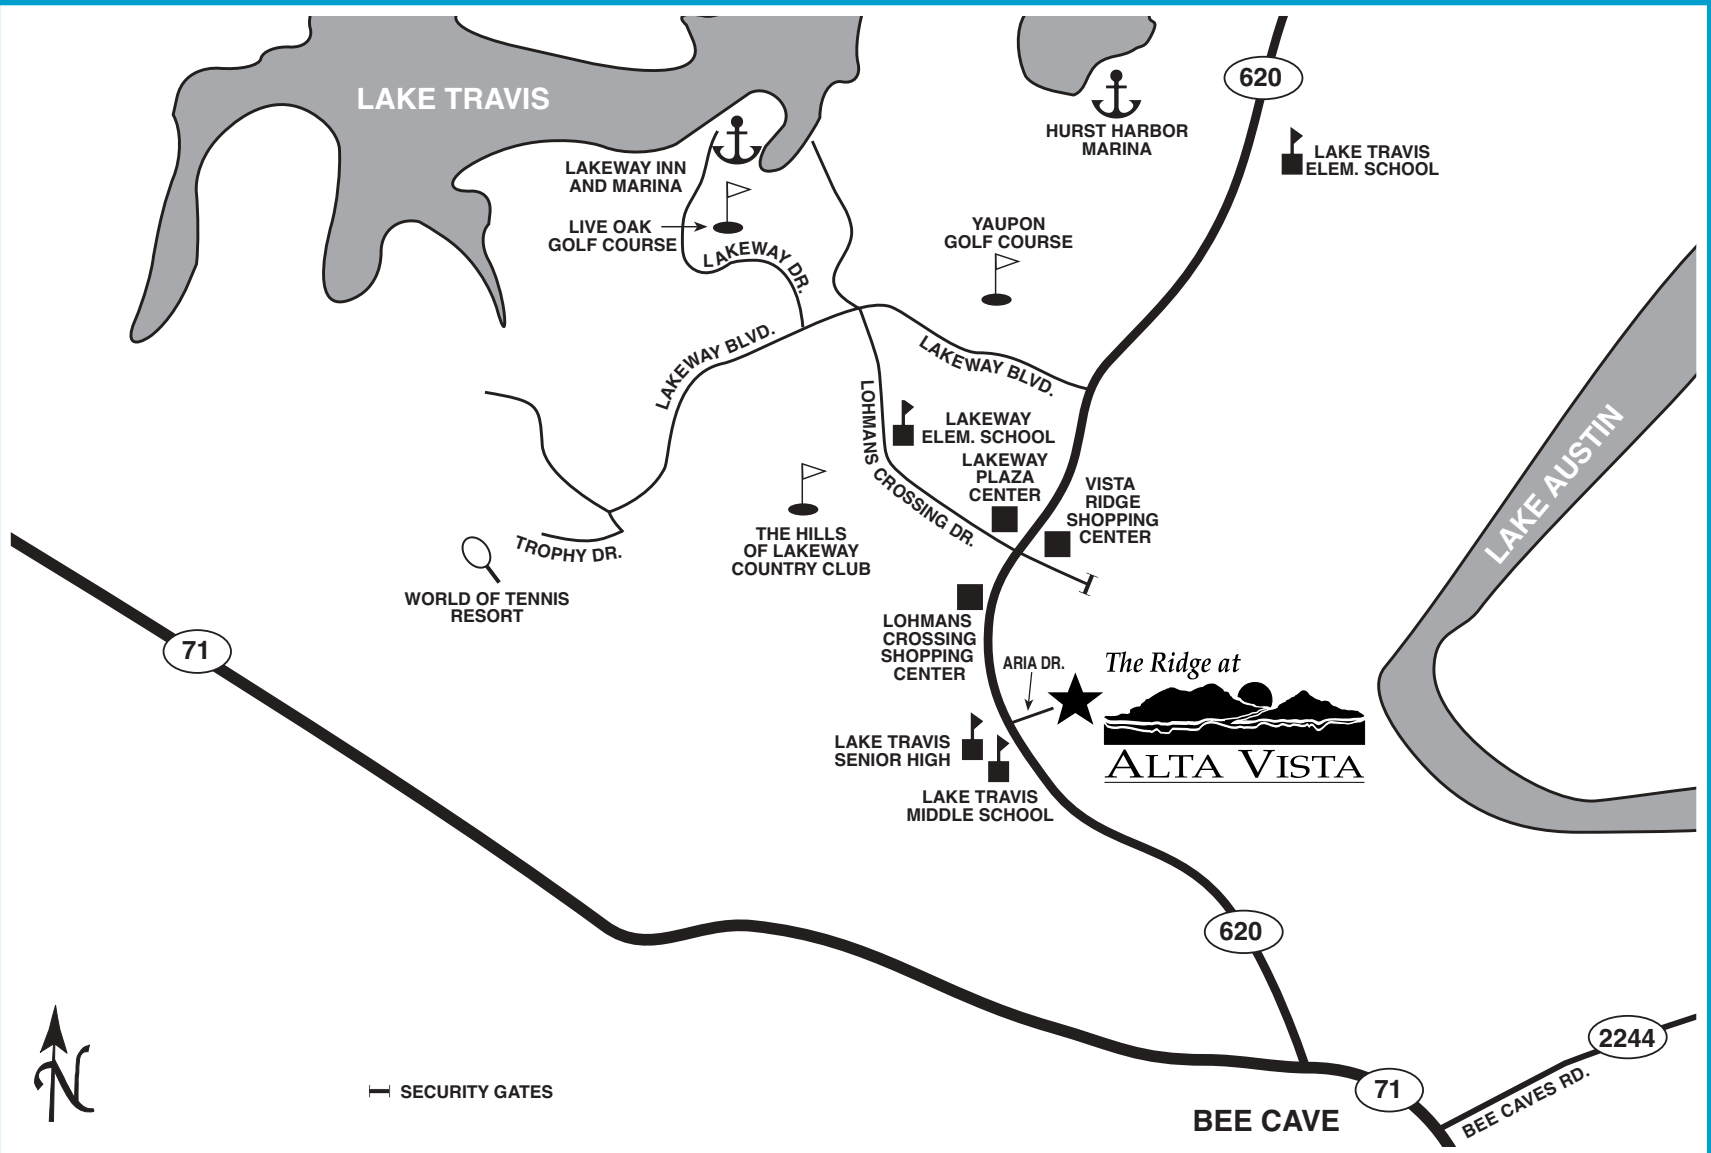 620
LAKE TRAVIS
HURST HARBOR
MARINA
LAKE TRAVIS
ELEM. SCHOOL
LAKEWAY INN
AND MARINA
LIVE OAK
GOLF COURSE
YAUPON
GOLF COURSE
LAKEWAY DR.
LAKEWAY BLVD.
LAKEWAY BLVD.
LOHMANS CROSSING DR.
LAKEWAY
ELEM. SCHOOL
LAKEWAY
PLAZA
CENTER
VISTA
RIDGE
SHOPPING
CENTER
LAKE AUSTIN
THE HILLS
OF LAKEWAY
COUNTRY CLUB
TROPHY DR.
WORLD OF TENNIS
RESORT
71
LOHMANS
CROSSING
SHOPPING
CENTER
ARIA DR.
The Ridge at
ALTA VISTA
LAKE TRAVIS
SENIOR HIGH
LAKE TRAVIS
MIDDLE SCHOOL
620
2244
BEE CAVES RD.
71
BEE CAVE
N
SECURITY GATES